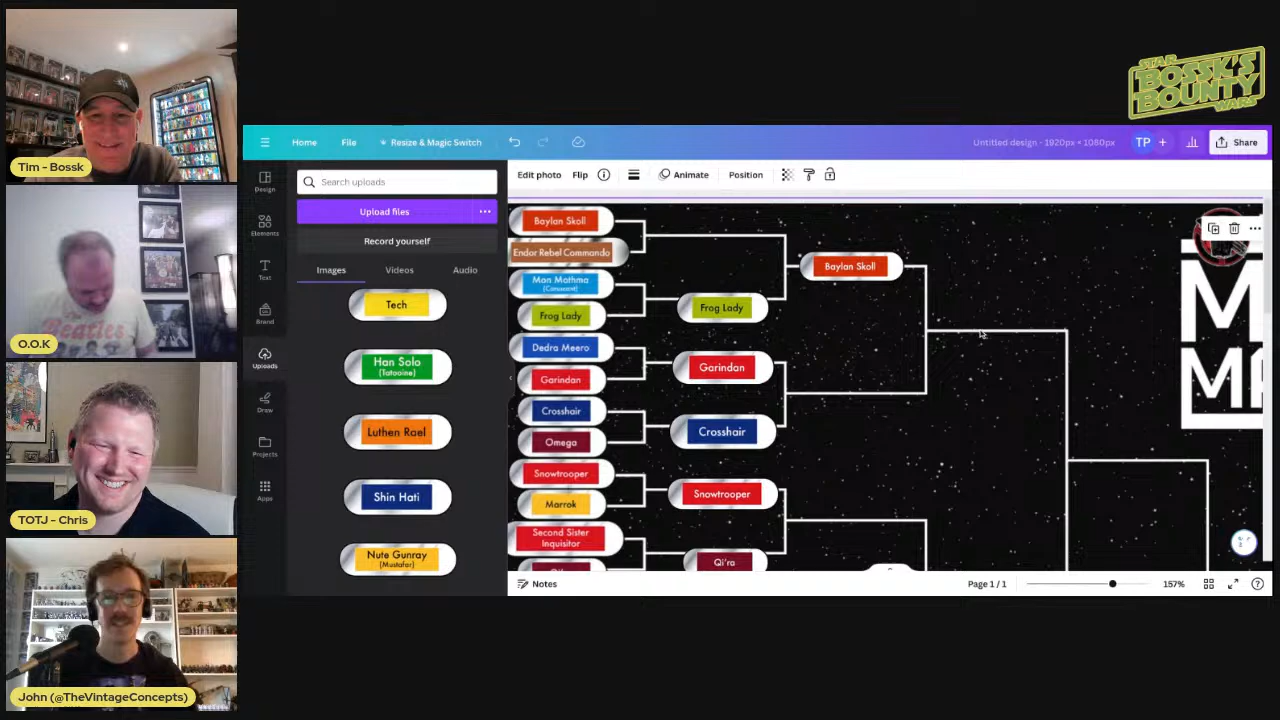 STAR
BOSSK'S
BOUNTY
WARS
Home
File
Resize & Magic Switch
Untitled design - 1920px × 1080px
TP
+
Share
Design
Elements
Text
Brand
Uploads
Draw
Projects
Apps
Search uploads
Upload files
Record yourself
Images
Videos
Audio
Tech
Han Solo
(Tatooine)
Luthen Rael
Shin Hati
Nute Gunray
(Mustafar)
Edit photo
Flip
Animate
Position
Baylan Skoll
Endor Rebel Commando
Mon Mothma
Frog Lady
Dedra Meero
Garindan
Crosshair
Omega
Snowtrooper
Marrok
Second Sister
Inquisitor
Frog Lady
Garindan
Crosshair
Snowtrooper
Qi'ra
Baylan Skoll
Notes
Page 1 / 1
157%
Tim - Bossk
O.O.K
The Beatles
TOTJ - Chris
John (@TheVintageConcepts)